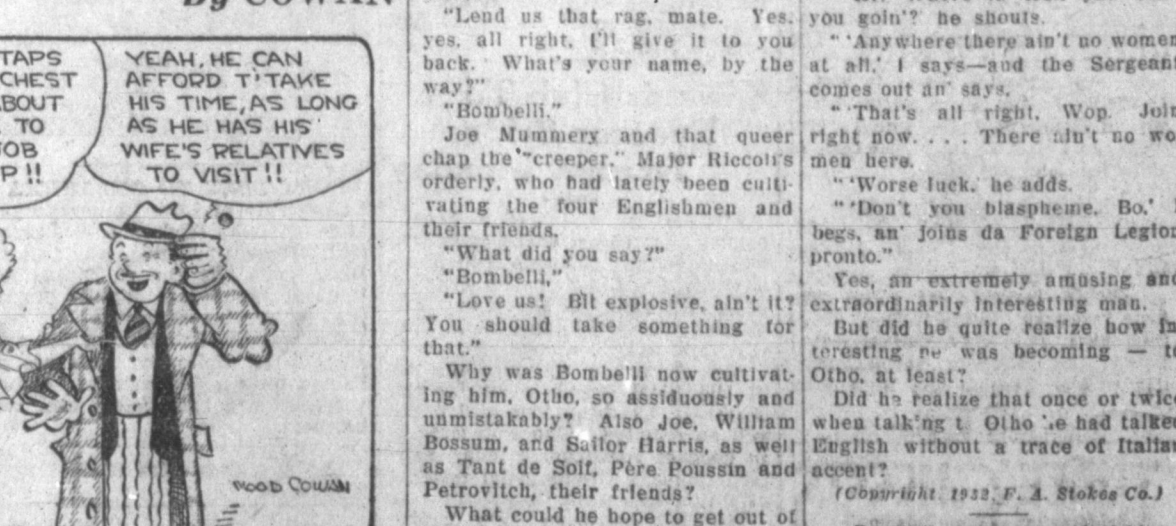 By COWAN
TAPS
CHEST
ABOUT
TO
JOB
P!!
YEAH, HE CAN
AFFORD T' TAKE
HIS TIME, AS LONG
AS HE HAS HIS
WIFE'S RELATIVES
TO VISIT!!
WOOD COWAN
"Lend us that rag, mate. Yes,
yes, all right, I'll give it to you
back. What's your name, by the
way?"
"Bombelli."
Joe Mummery and that queer
chap the "creeper," Major Riccoli's
orderly, who had lately been culti-
vating the four Englishmen and
their friends.
"What did you say?"
"Bombelli,"
"Love us! Bit explosive, ain't it?
You should take something for
that."
Why was Bombelli now cultivat-
ing him, Otho, so assiduously and
unmistakably? Also Joe, William
Bossum, and Sailor Harris, as well
as Tant de Soif, Père Poussin and
Petrovitch, their friends?
What could he hope to get out of
you goin'? he shouts.
" 'Anywhere there ain't no women
at all,' I says—and the Sergeant
comes out an' says,
" 'That's all right, Wop. Join
right now. . . . There ain't no wo
men here.
" 'Worse luck,' he adds.
" 'Don't you blaspheme, Bo,'
begs, an' joins da Foreign Legion
pronto."
Yes, an extremely amusing and
extraordinarily interesting man.
But did he quite realize how in
teresting he was becoming — to
Otho, at least?
Did he realize that once or twice
when talking t Otho he had talked
English without a trace of Italian
accent?
(Copyright, 1932, F. A. Stokes Co.)